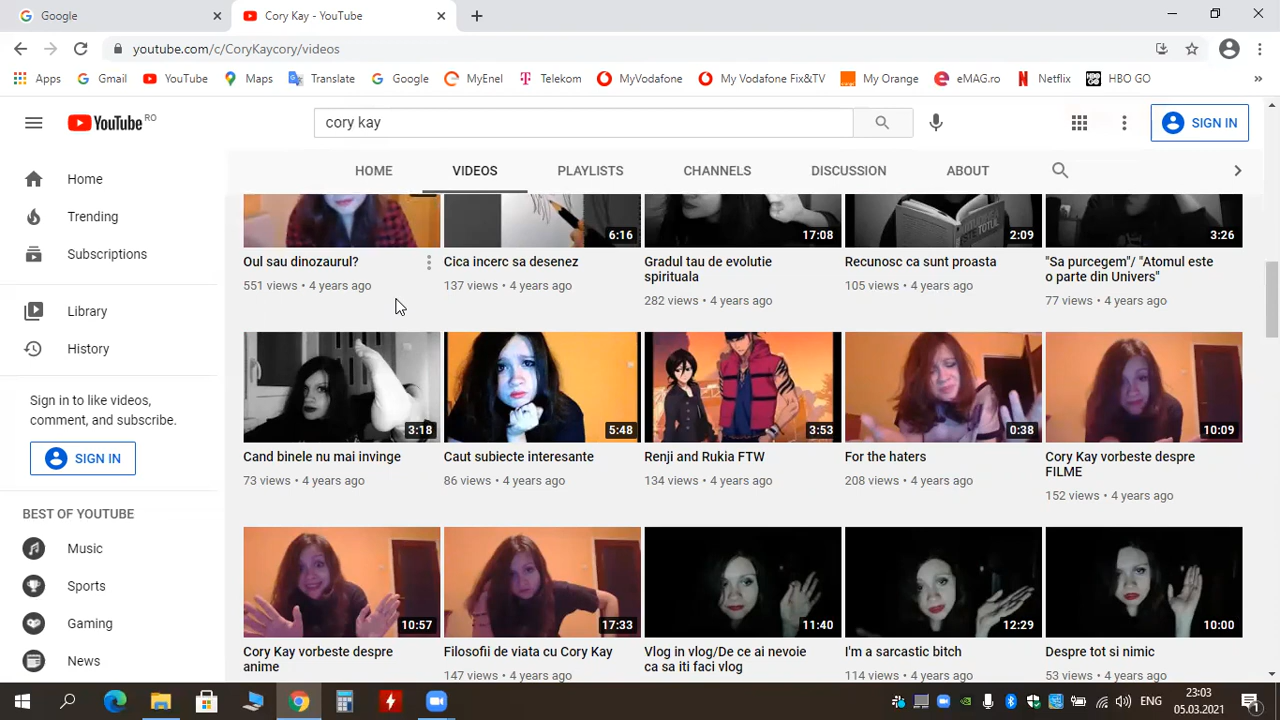 Google
Cory Kay - YouTube
youtube.com/c/CoryKaycory/videos
Apps Gmail YouTube Maps Translate Google MyEnel Telekom MyVodafone My Vodafone Fix&TV My Orange eMAG.ro Netflix HBO GO »
YouTube RO
cory kay
SIGN IN
HOME VIDEOS PLAYLISTS CHANNELS DISCUSSION ABOUT
Home
Trending
Subscriptions
Library
History
Sign in to like videos,
comment, and subscribe.
SIGN IN
BEST OF YOUTUBE
Music
Sports
Gaming
News
6:16 17:08 2:09 3:26
Oul sau dinozaurul?
551 views • 4 years ago
Cica incerc sa desenez
137 views • 4 years ago
Gradul tau de evolutie
spirituala
282 views • 4 years ago
Recunosc ca sunt proasta
105 views • 4 years ago
"Sa purcegem"/ "Atomul este
o parte din Univers"
77 views • 4 years ago
3:18 5:48 3:53 0:38 10:09
Cand binele nu mai invinge
73 views • 4 years ago
Caut subiecte interesante
86 views • 4 years ago
Renji and Rukia FTW
134 views • 4 years ago
For the haters
208 views • 4 years ago
Cory Kay vorbeste despre
FILME
152 views • 4 years ago
10:57 17:33 11:40 12:29 10:00
Cory Kay vorbeste despre
anime
Filosofii de viata cu Cory Kay
147 views • 4 years ago
Vlog in vlog/De ce ai nevoie
ca sa iti faci vlog
I'm a sarcastic bitch
114 views • 4 years ago
Despre tot si nimic
53 views • 4 years ago
ENG
23:03
05.03.2021
1